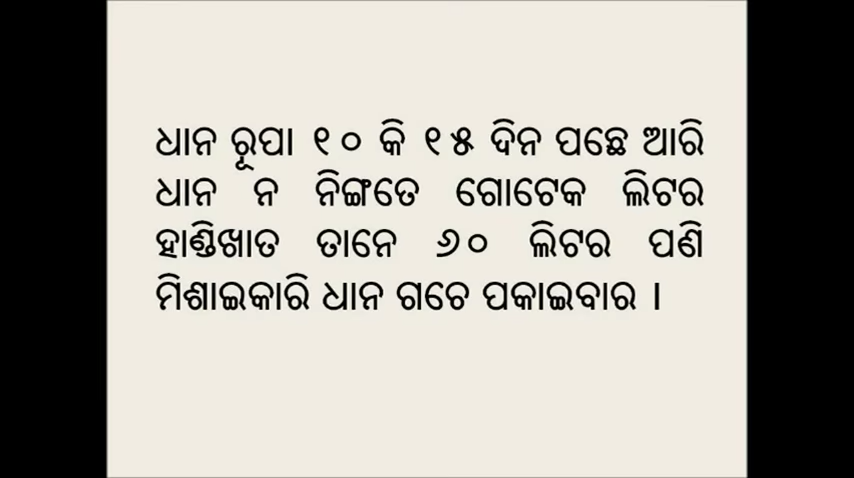 ଧାନ ରୂପା ୧୦ କି ୧୫ ଦିନ ପଛେ ଆରି
ଧାନ ନ ନିଙ୍ଗତେ ଗୋଟେକ ଲିଟର
ହାଣ୍ଡିଖାତ ତାନେ ୬୦ ଲିଟର ପଣି
ମିଶାଇକାରି ଧାନ ଗଚେ ପକାଇବାର ।